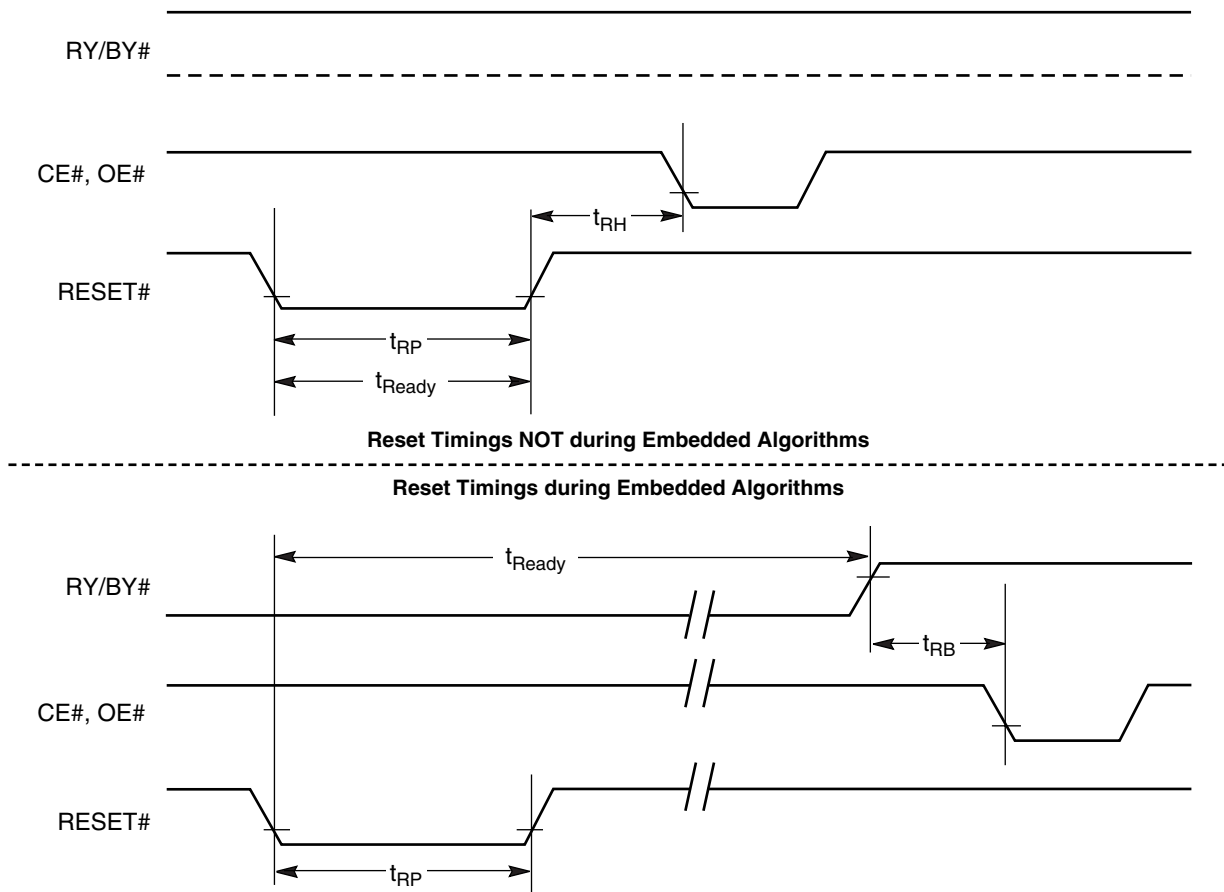 RY/BY#
CE#, OE#
tRH
RESET#
tRP
tReady
Reset Timings NOT during Embedded Algorithms
Reset Timings during Embedded Algorithms
tReady
RY/BY#
tRB
CE#, OE#
RESET#
tRP